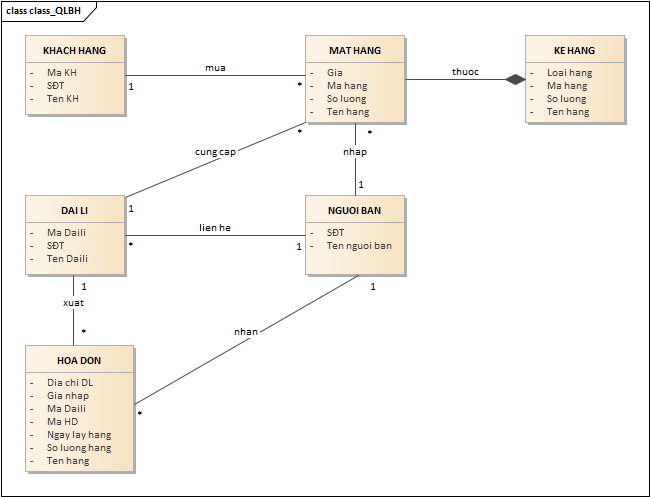 class class_QLBH
KHACH HANG
- Ma KH
- SĐT
- Ten KH
mua
1
*
MAT HANG
- Gia
- Ma hang
- So luong
- Ten hang
thuoc
KE HANG
- Loai hang
- Ma hang
- So luong
- Ten hang
cung cap
*
1
*
nhap
1
DAI LI
- Ma Daili
- SĐT
- Ten Daili
lien he
*
1
NGUOI BAN
- SĐT
- Ten nguoi ban
1
xuat
*
1
nhan
*
HOA DON
- Dia chi DL
- Gia nhap
- Ma Daili
- Ma HD
- Ngay lay hang
- So luong hang
- Ten hang